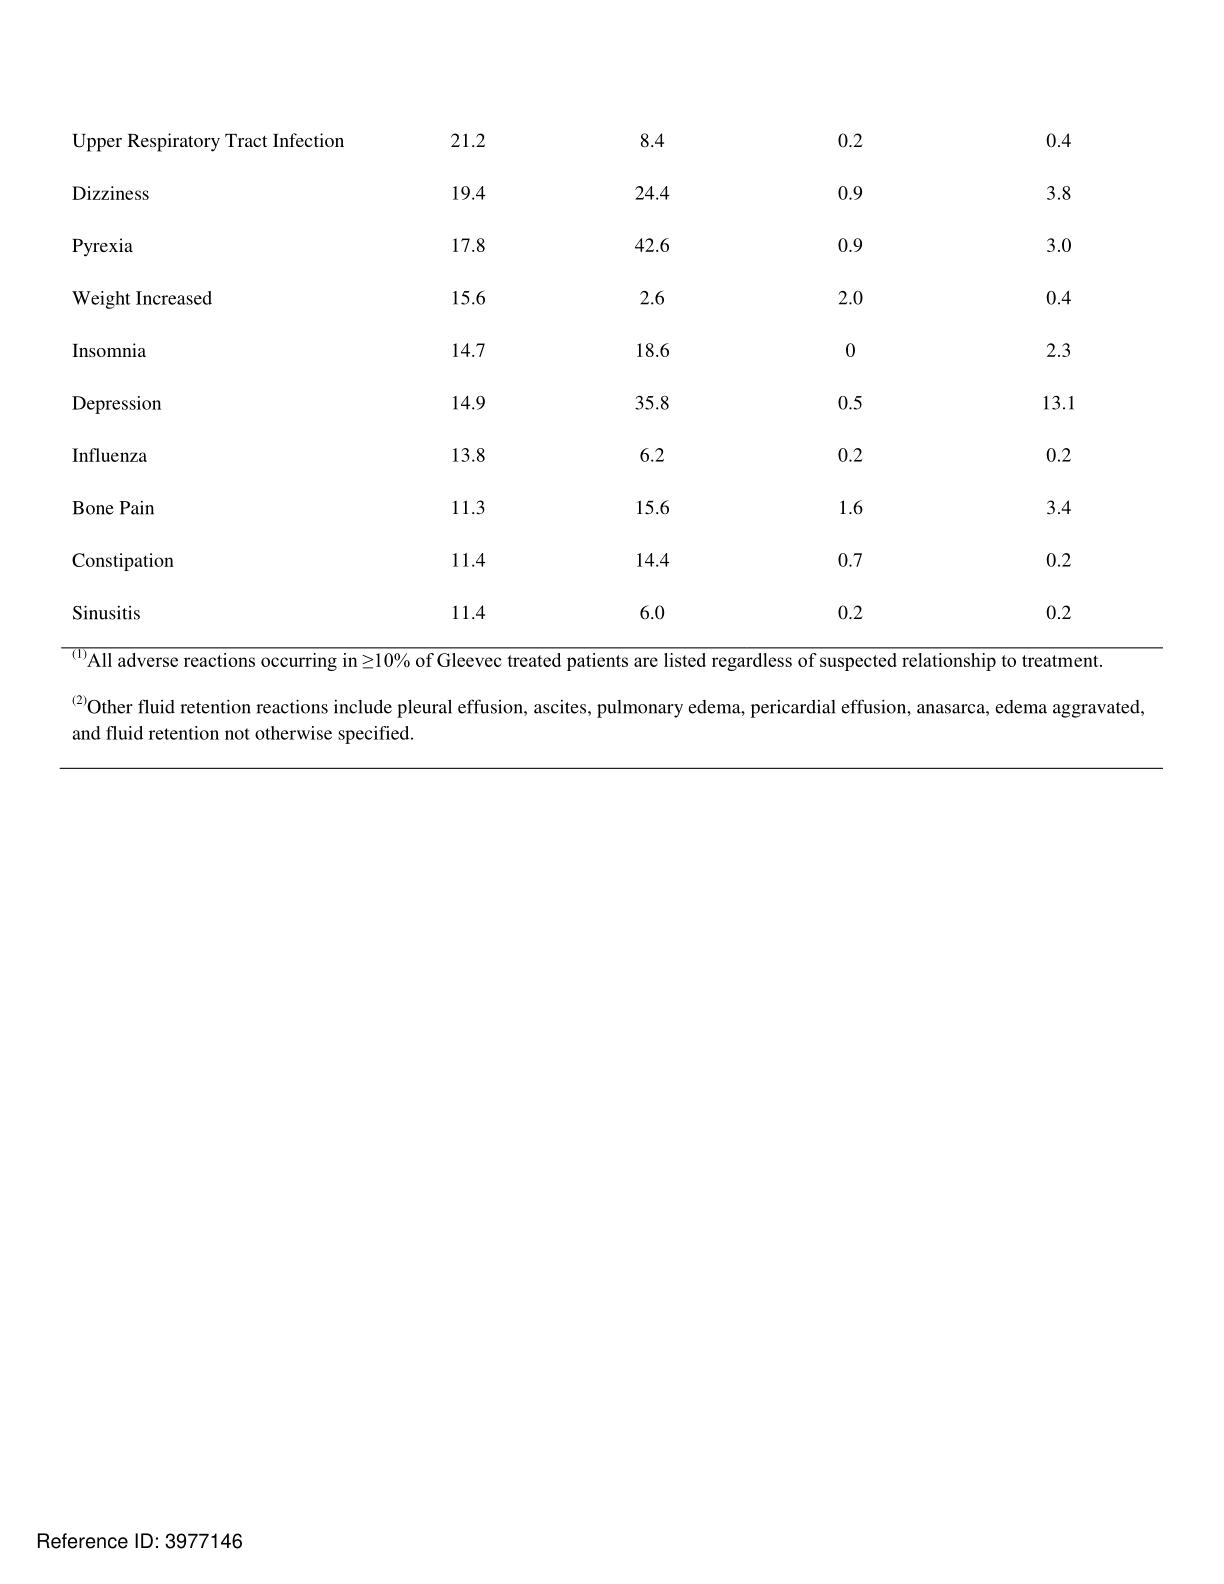 Upper Respiratory Tract Infection 21.2 8.4 0.2 0.4
Dizziness 19.4 24.4 0.9 3.8
Pyrexia 17.8 42.6 0.9 3.0
Weight Increased 15.6 2.6 2.0 0.4
Insomnia 14.7 18.6 0 2.3
Depression 14.9 35.8 0.5 13.1
Influenza 13.8 6.2 0.2 0.2
Bone Pain 11.3 15.6 1.6 3.4
Constipation 11.4 14.4 0.7 0.2
Sinusitis 11.4 6.0 0.2 0.2
(1)All adverse reactions occurring in ≥10% of Gleevec treated patients are listed regardless of suspected relationship to treatment.
(2)Other fluid retention reactions include pleural effusion, ascites, pulmonary edema, pericardial effusion, anasarca, edema aggravated,
and fluid retention not otherwise specified.
Reference ID: 3977146